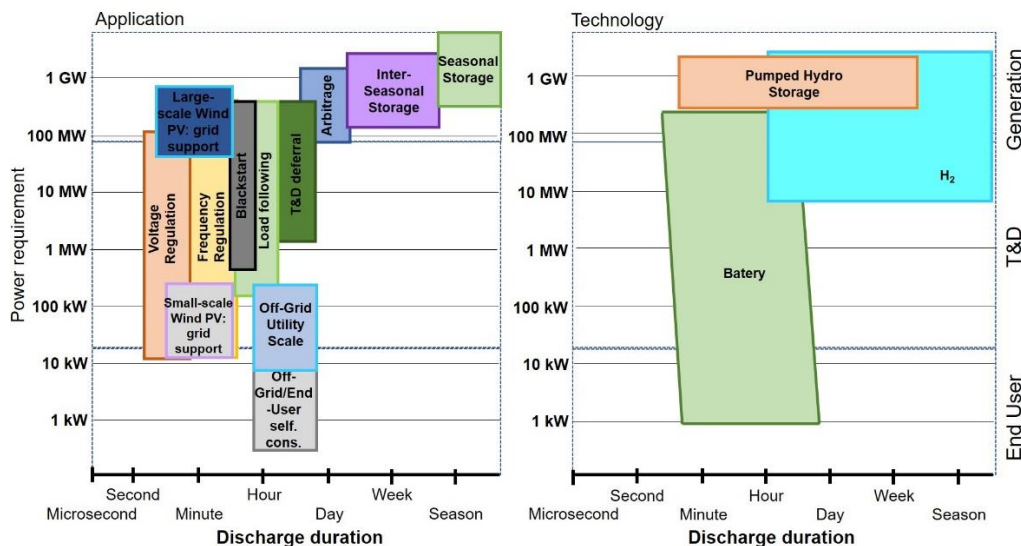 Application
Power requirement
1 GW
100 MW
10 MW
1 MW
100 kW
10 kW
1 kW
Large-
scale Wind
PV: grid
support
Voltage
Regulation
Frequency
Regulation
Blackstart
Load following
T&D deferral
Arbitrage
Inter-
Seasonal
Storage
Seasonal
Storage
Small-scale
Wind PV:
grid
support
Off-Grid
Utility
Scale
Off-
Grid/End
-User
self.
cons.
Second
Hour
Week
Microsecond
Minute
Day
Season
Discharge duration
Technology
1 GW
100 MW
10 MW
1 MW
100 kW
10 kW
1 kW
Pumped Hydro
Storage
H₂
Batery
Generation
T&D
End User
Second
Hour
Week
Microsecond
Minute
Day
Season
Discharge duration